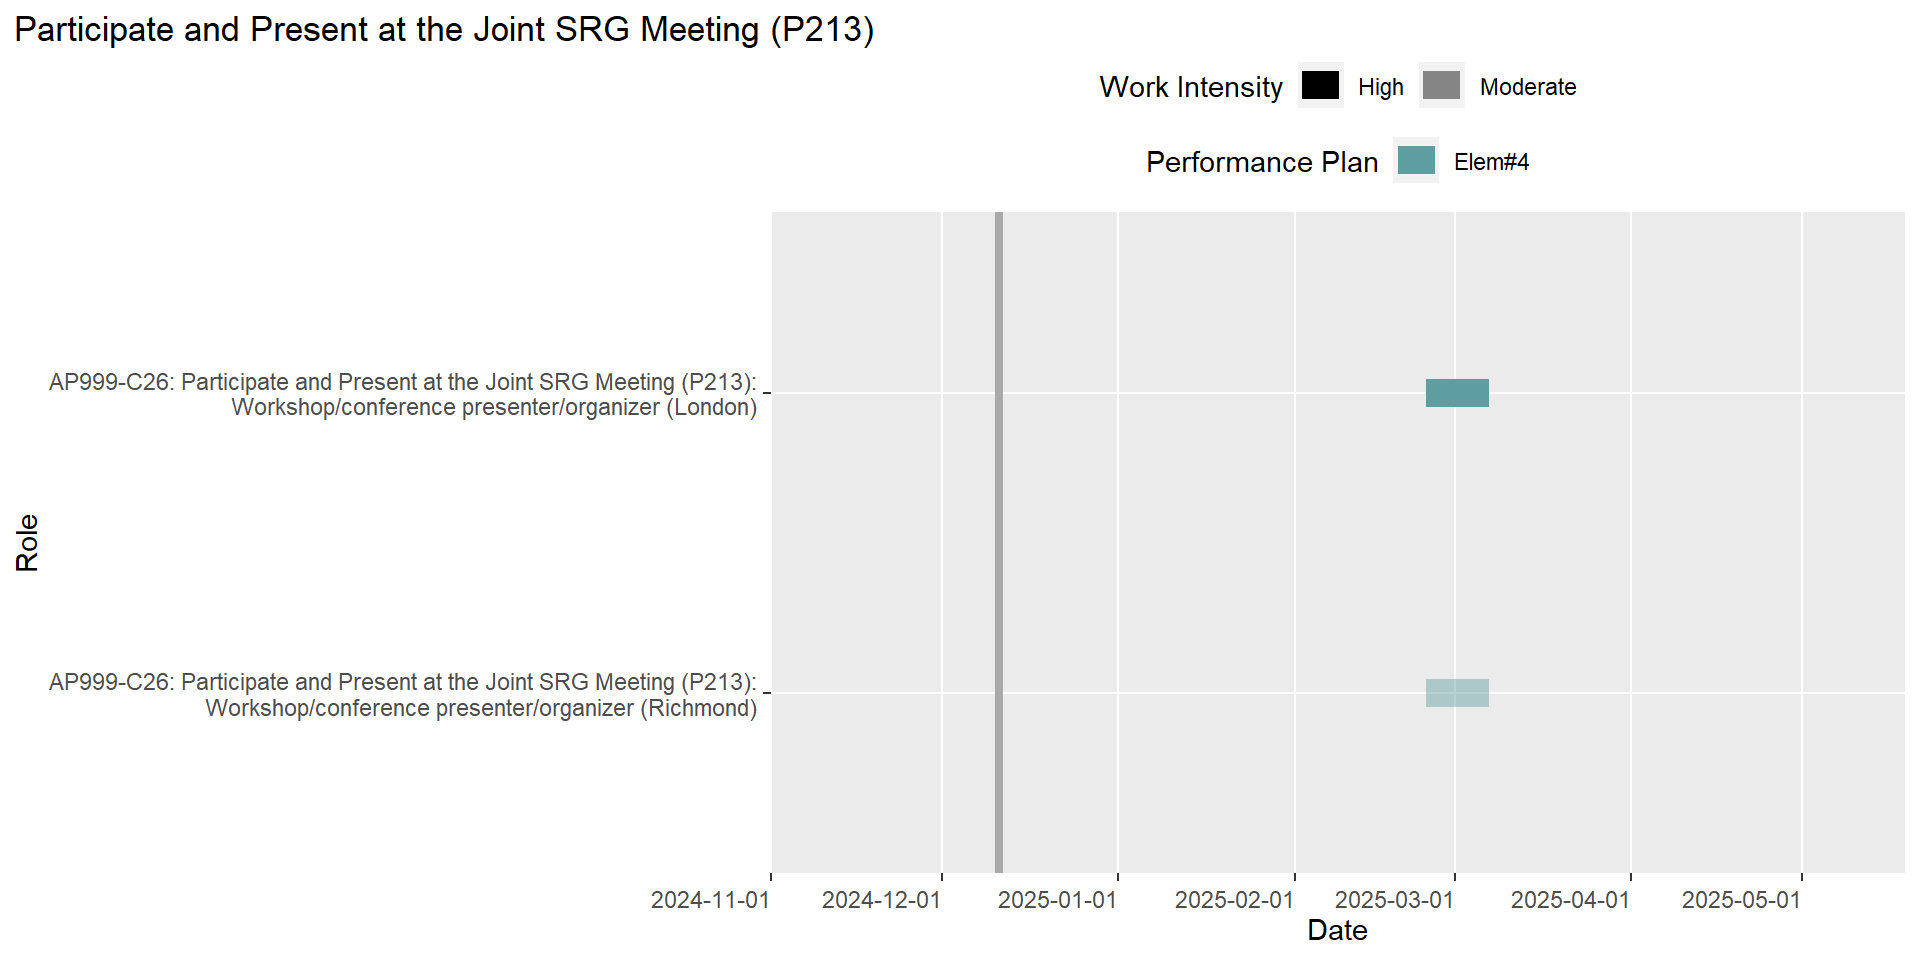 Participate and Present at the Joint SRG Meeting (P213)
Work Intensity High Moderate
Performance Plan Elem#4
AP999-C26: Participate and Present at the Joint SRG Meeting (P213):
Workshop/conference presenter/organizer (London)
Role
AP999-C26: Participate and Present at the Joint SRG Meeting (P213):
Workshop/conference presenter/organizer (Richmond)
2024-11-01 2024-12-01 2025-01-01 2025-02-01 2025-03-01 2025-04-01 2025-05-01
Date